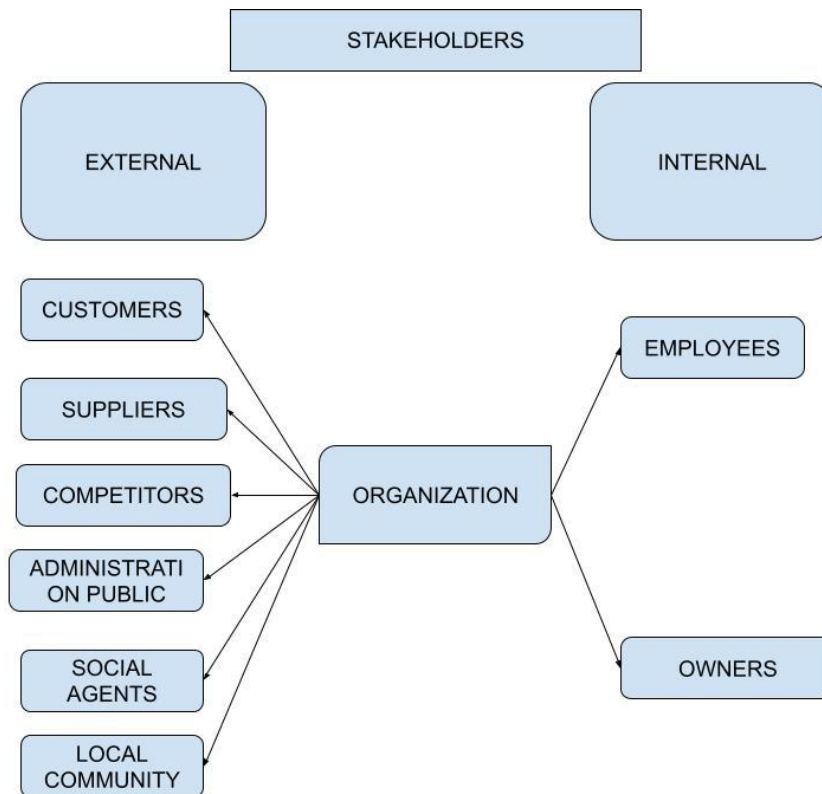 STAKEHOLDERS
EXTERNAL
INTERNAL
CUSTOMERS
EMPLOYEES
SUPPLIERS
COMPETITORS
ORGANIZATION
ADMINISTRATI
ON PUBLIC
SOCIAL
AGENTS
OWNERS
LOCAL
COMMUNITY